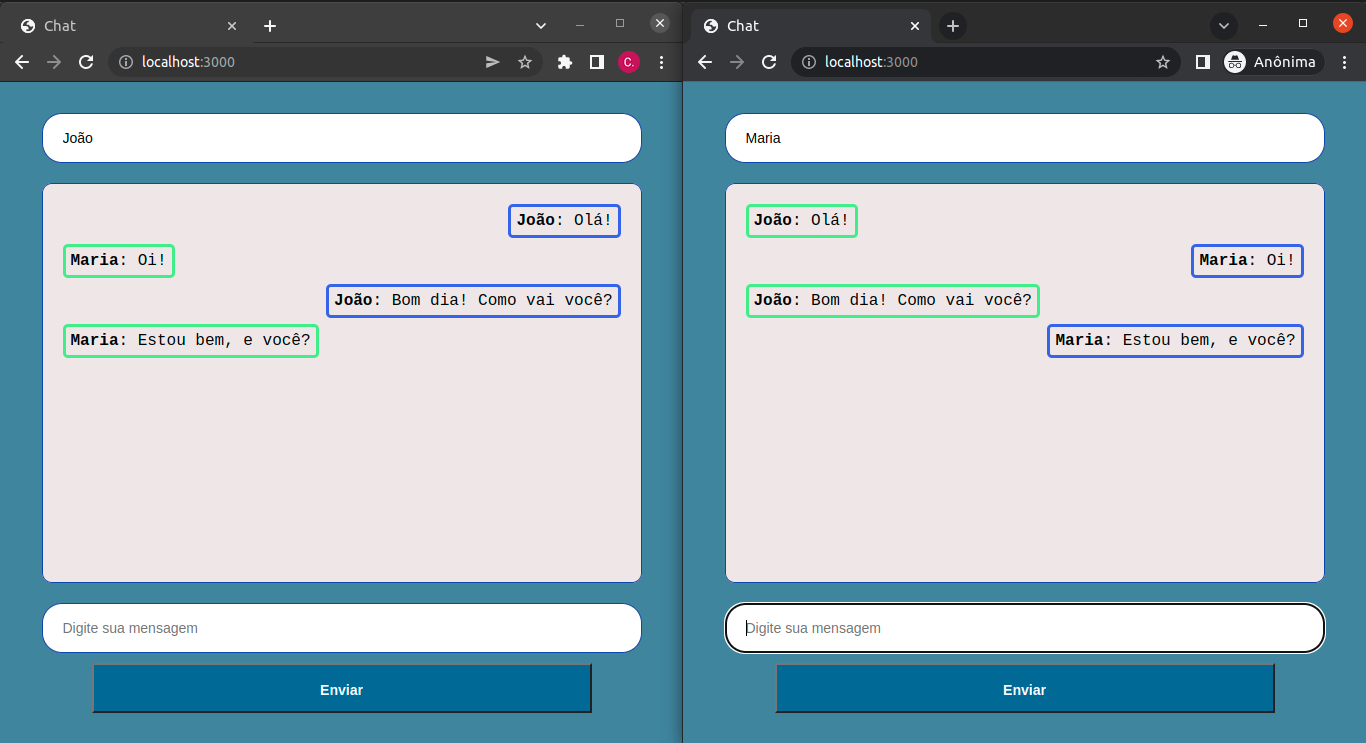 Chat
localhost:3000
C.
João
João: Olá!
Maria: Oi!
João: Bom dia! Como vai você?
Maria: Estou bem, e você?
Digite sua mensagem
Enviar
Chat
localhost:3000
Anônima
Maria
João: Olá!
Maria: Oi!
João: Bom dia! Como vai você?
Maria: Estou bem, e você?
Digite sua mensagem
Enviar